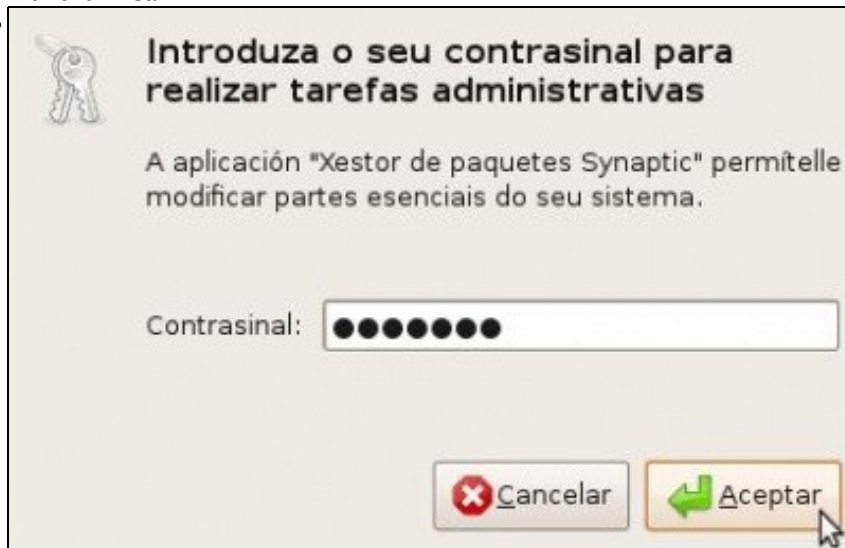 Introduza o seu contrasinal para
realizar tarefas administrativas
A aplicación "Xestor de paquetes Synaptic" permítelle
modificar partes esenciais do seu sistema.
Contrasinal: ●●●●●●●
Cancelar
Aceptar